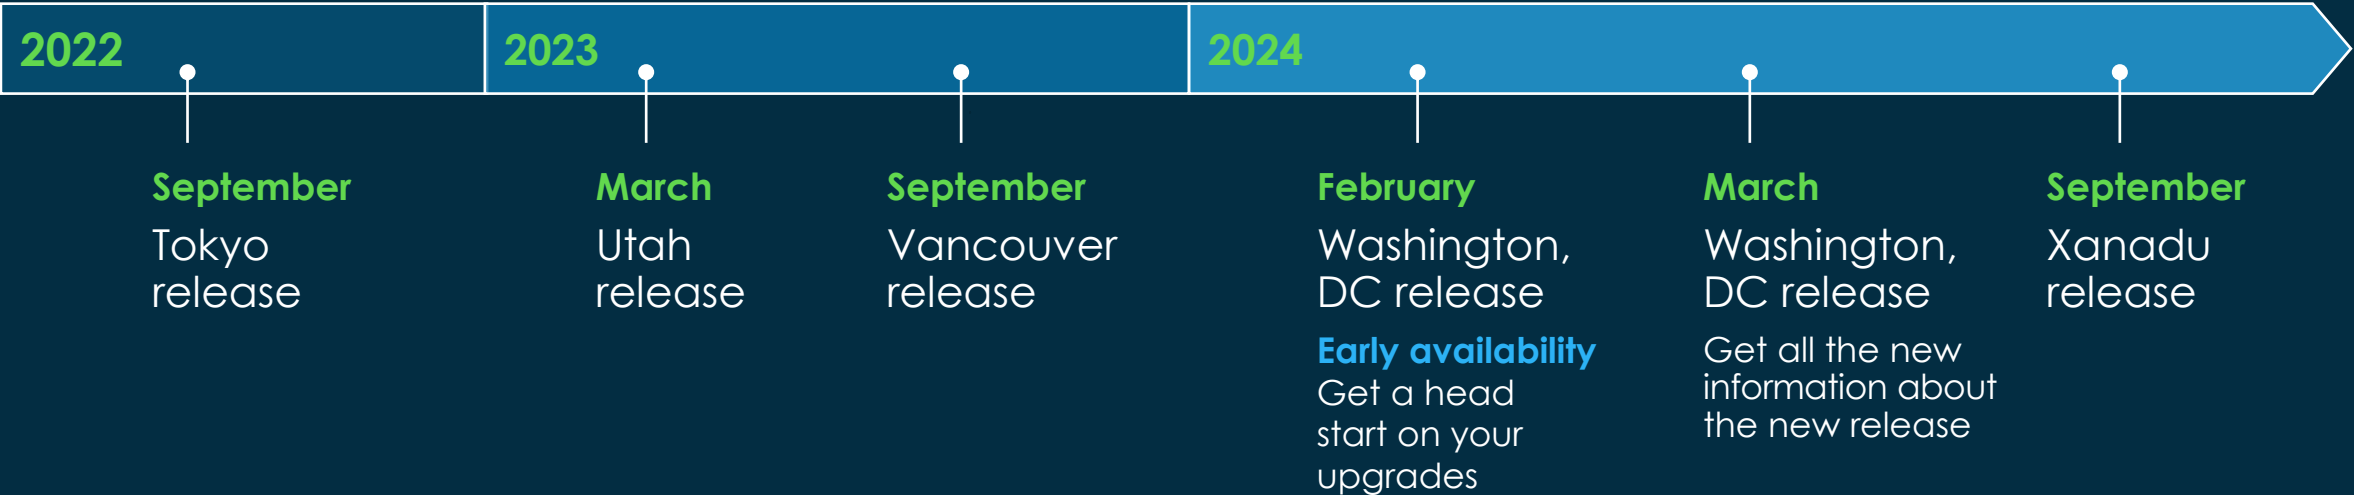 2022
2023
2024
September
Tokyo
release
March
Utah
release
September
Vancouver
release
February
Washington,
DC release
Early availability
Get a head
start on your
upgrades
March
Washington,
DC release
Get all the new
information about
the new release
September
Xanadu
release